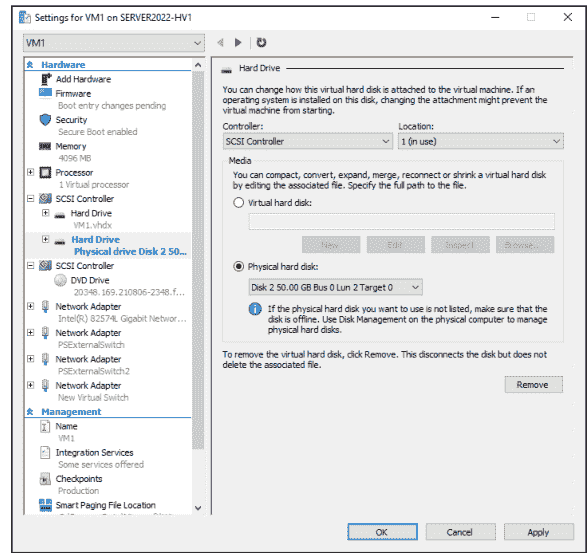 Settings for VM1 on SERVER2022-HV1
VM1
Hardware
Add Hardware
Firmware
Boot entry changes pending
Security
Secure Boot enabled
Memory
4096 MB
Processor
1 Virtual processor
SCSI Controller
Hard Drive
VM1.vhdx
Hard Drive
Physical drive Disk 2 50...
SCSI Controller
DVD Drive
20348.169.210806-2348.f...
Network Adapter
Intel(R) 82574L Gigabit Networ...
Network Adapter
PSExternalSwitch
Network Adapter
PSExternalSwitch2
Network Adapter
New Virtual Switch
Management
Name
VM1
Integration Services
Some services offered
Checkpoints
Production
Smart Paging File Location
Hard Drive
You can change how this virtual hard disk is attached to the virtual machine. If an
operating system is installed on this disk, changing the attachment might prevent the
virtual machine from starting.
Controller:
Location:
SCSI Controller
1 (in use)
Media
You can compact, convert, expand, merge, reconnect or shrink a virtual hard disk
by editing the associated file. Specify the full path to the file.
Virtual hard disk:
New
Edit
Inspect
Browse...
Physical hard disk:
Disk 2 50.00 GB Bus 0 Lun 2 Target 0
If the physical hard disk you want to use is not listed, make sure that the
disk is offline. Use Disk Management on the physical computer to manage
physical hard disks.
To remove the virtual hard disk, click Remove. This disconnects the disk but does not
delete the associated file.
Remove
OK
Cancel
Apply